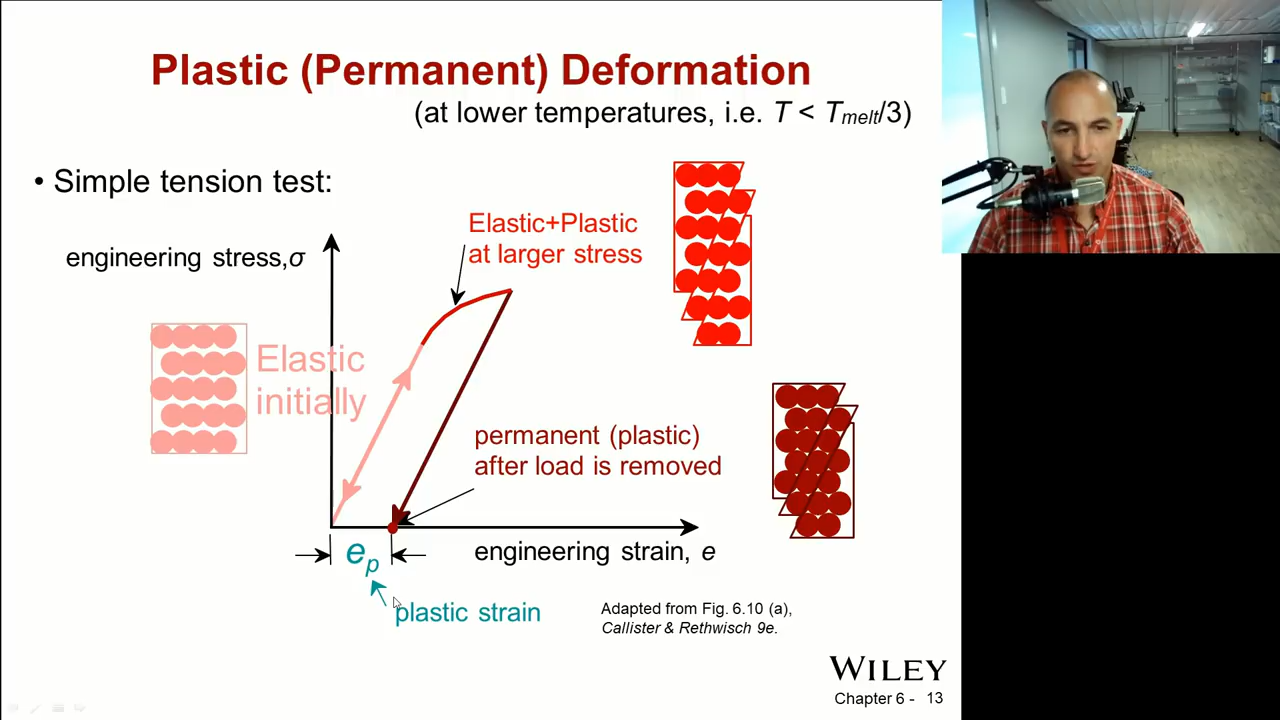 Plastic (Permanent) Deformation
(at lower temperatures, i.e. T < Tmelt/3)
• Simple tension test:
engineering stress,σ
Elastic+Plastic
at larger stress
Elastic
initially
permanent (plastic)
after load is removed
ep
engineering strain, e
plastic strain
Adapted from Fig. 6.10 (a),
Callister & Rethwisch 9e.
WILEY
Chapter 6 - 13